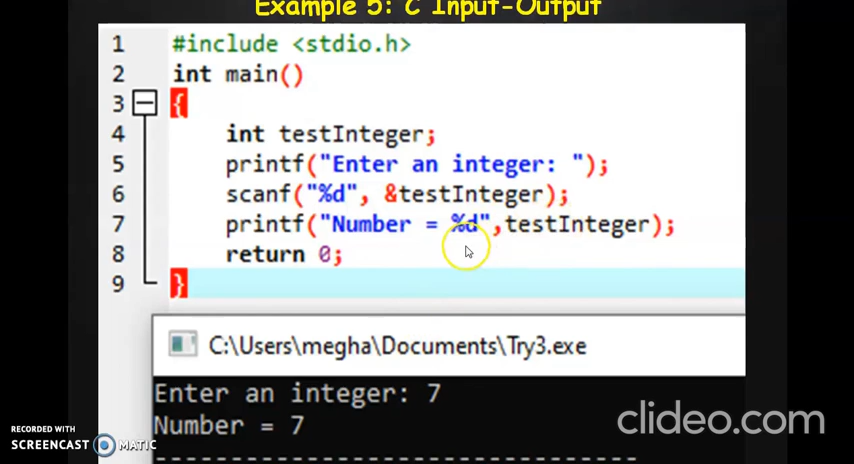 Example 5: C Input-Output
1 #include <stdio.h>
2 int main()
3 {
4 int testInteger;
5 printf("Enter an integer: ");
6 scanf("%d", &testInteger);
7 printf("Number = %d",testInteger);
8 return 0;
9 }
C:\Users\megha\Documents\Try3.exe
Enter an integer: 7
Number = 7
--------------------------------
clideo.com
RECORDED WITH
SCREENCAST MATIC